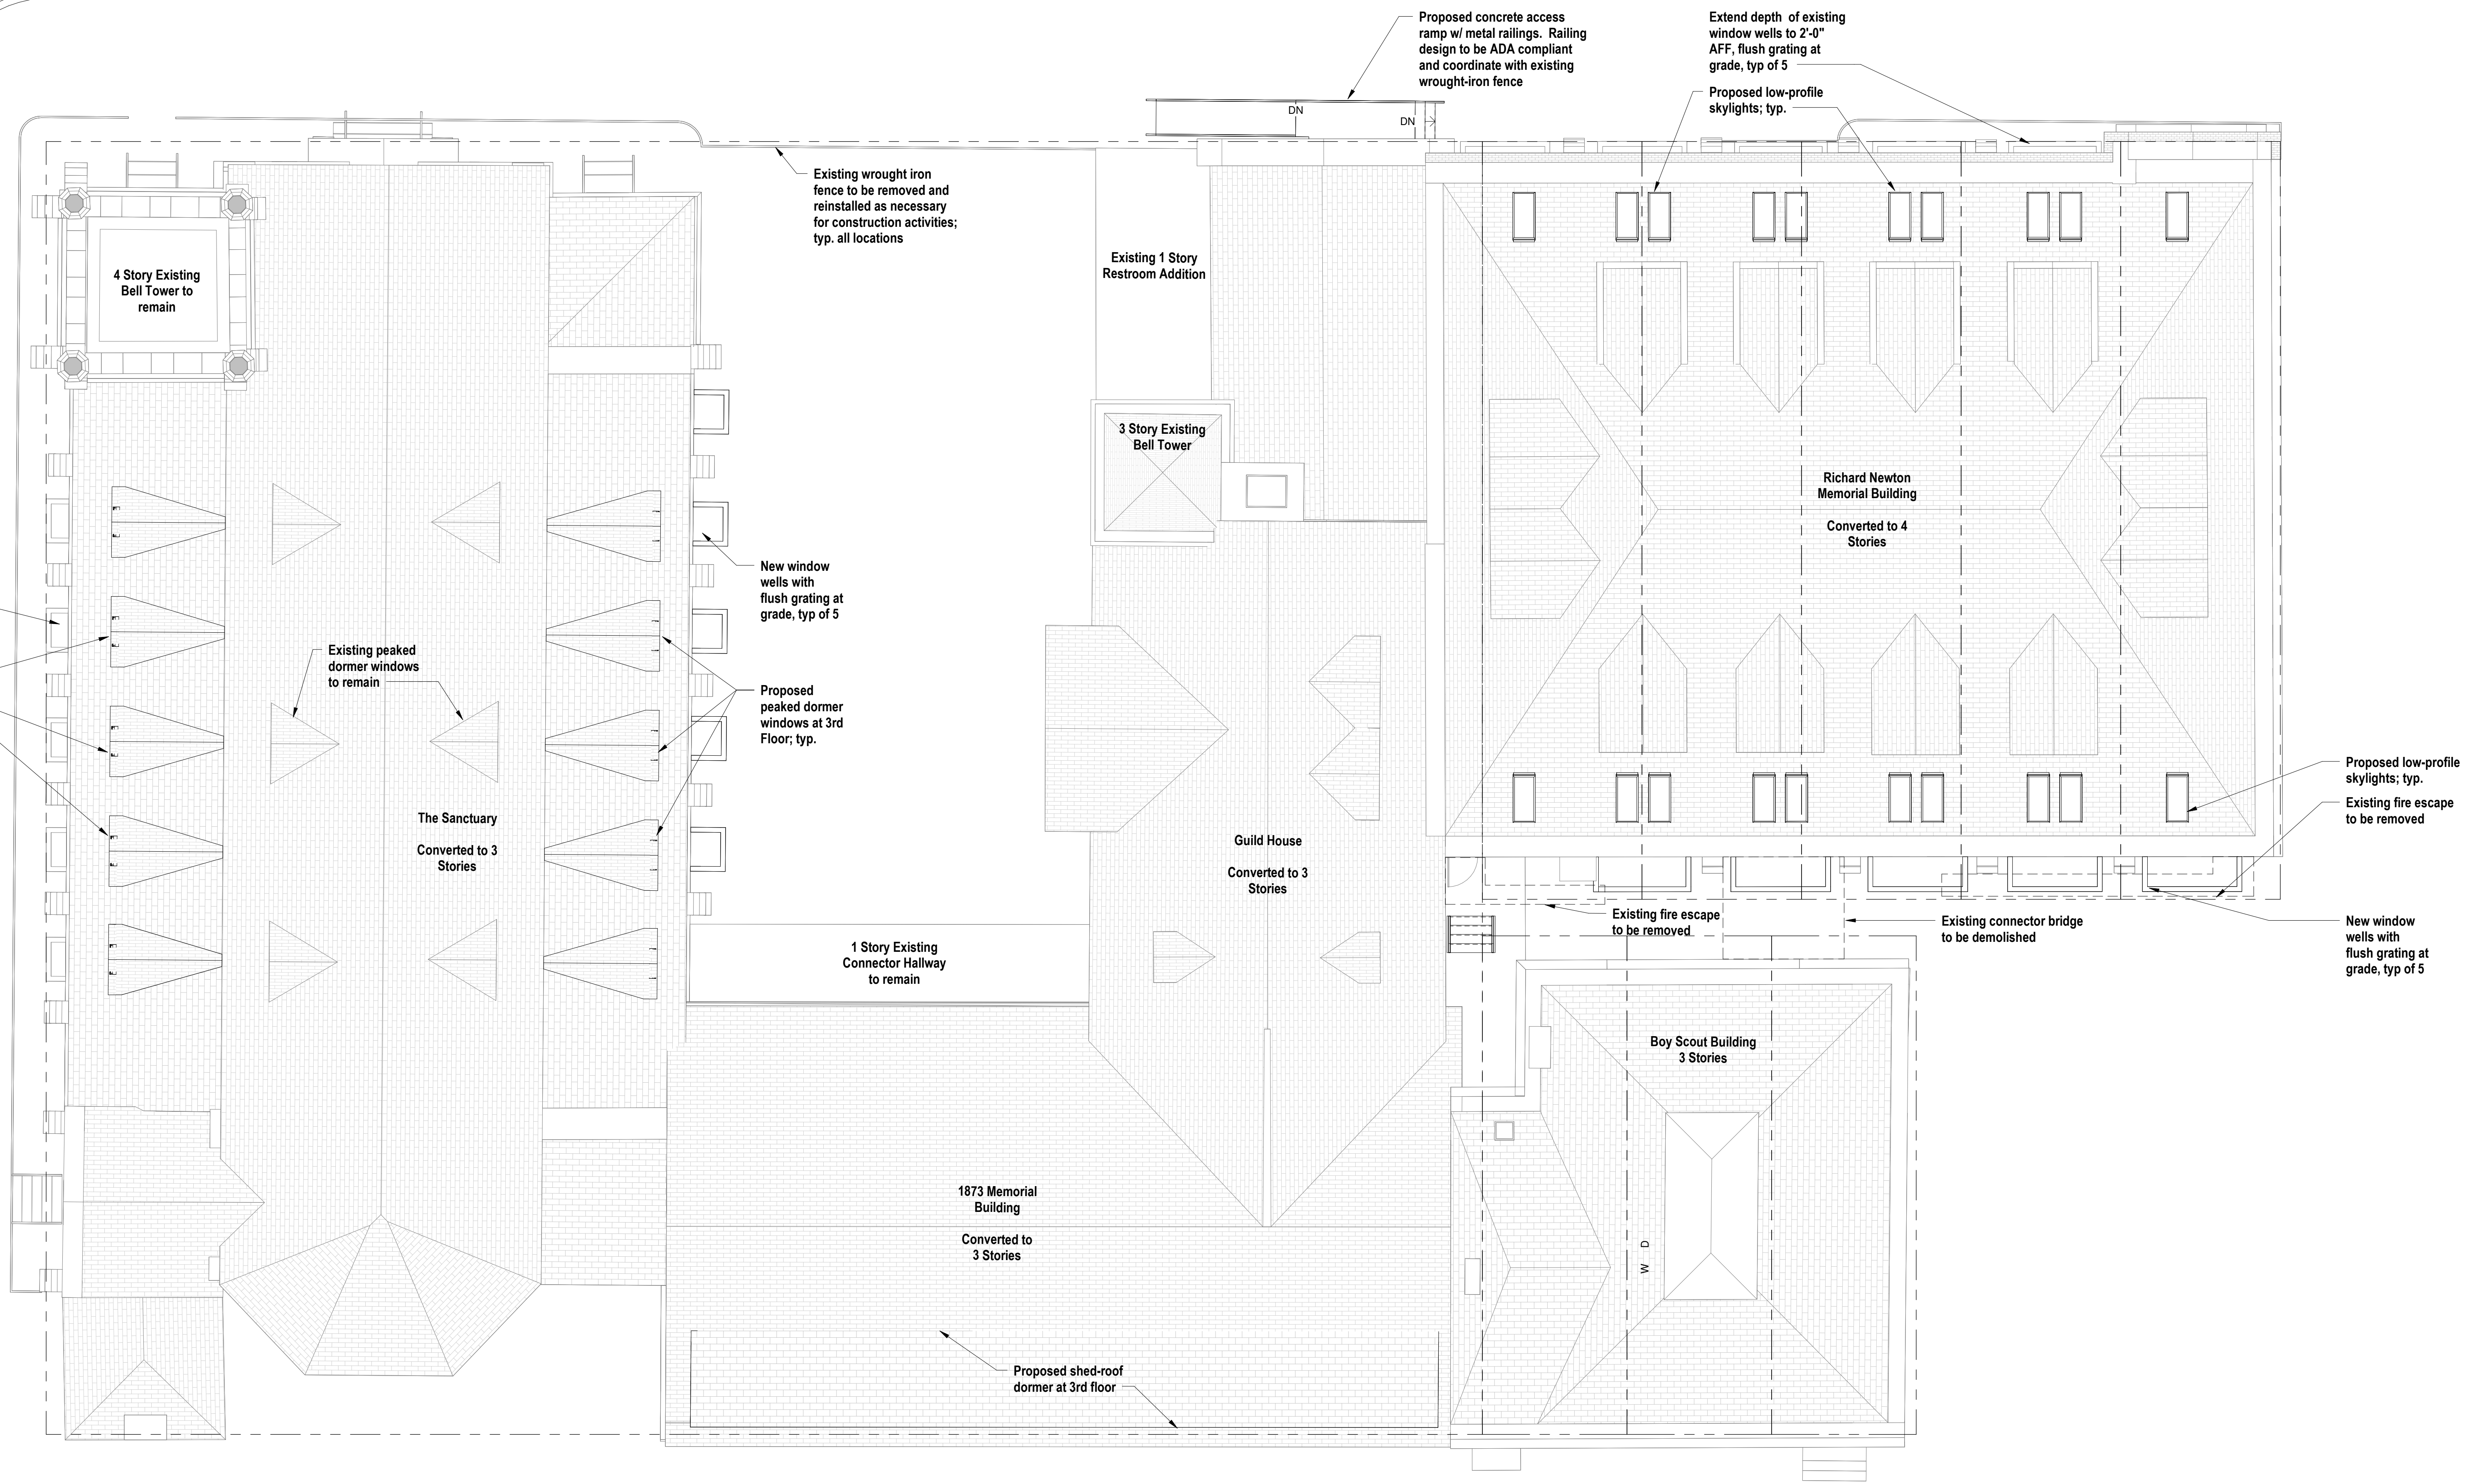 Proposed concrete access
ramp w/ metal railings.  Railing
design to be ADA compliant
and coordinate with existing
wrought-iron fence
Extend depth  of existing
window wells to 2'-0"
AFF, flush grating at
grade, typ of 5
Proposed low-profile
skylights; typ.
DN
DN
Existing wrought iron
fence to be removed and
reinstalled as necessary
for construction activities;
typ. all locations
Existing 1 Story
Restroom Addition
4 Story Existing
Bell Tower to
remain
3 Story Existing
Bell Tower
Richard Newton
Memorial Building
Converted to 4
Stories
New window
wells with
flush grating at
grade, typ of 5
Existing peaked
dormer windows
to remain
Proposed
peaked dormer
windows at 3rd
Floor; typ.
The Sanctuary
Converted to 3
Stories
Guild House
Converted to 3
Stories
Proposed low-profile
skylights; typ.
Existing fire escape
to be removed
Existing fire escape
to be removed
Existing connector bridge
to be demolished
New window
wells with
flush grating at
grade, typ of 5
1 Story Existing
Connector Hallway
to remain
Boy Scout Building
3 Stories
1873 Memorial
Building
Converted to
3 Stories
W D
Proposed shed-roof
dormer at 3rd floor